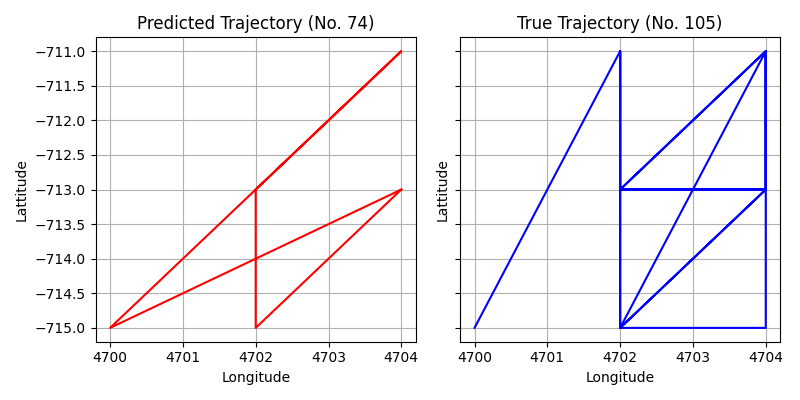 Predicted Trajectory (No. 74)
True Trajectory (No. 105)
−711.0
−711.5
−712.0
−712.5
−713.0
−713.5
−714.0
−714.5
−715.0
Lattitude
Lattitude
4700 4701 4702 4703 4704
4700 4701 4702 4703 4704
Longitude
Longitude